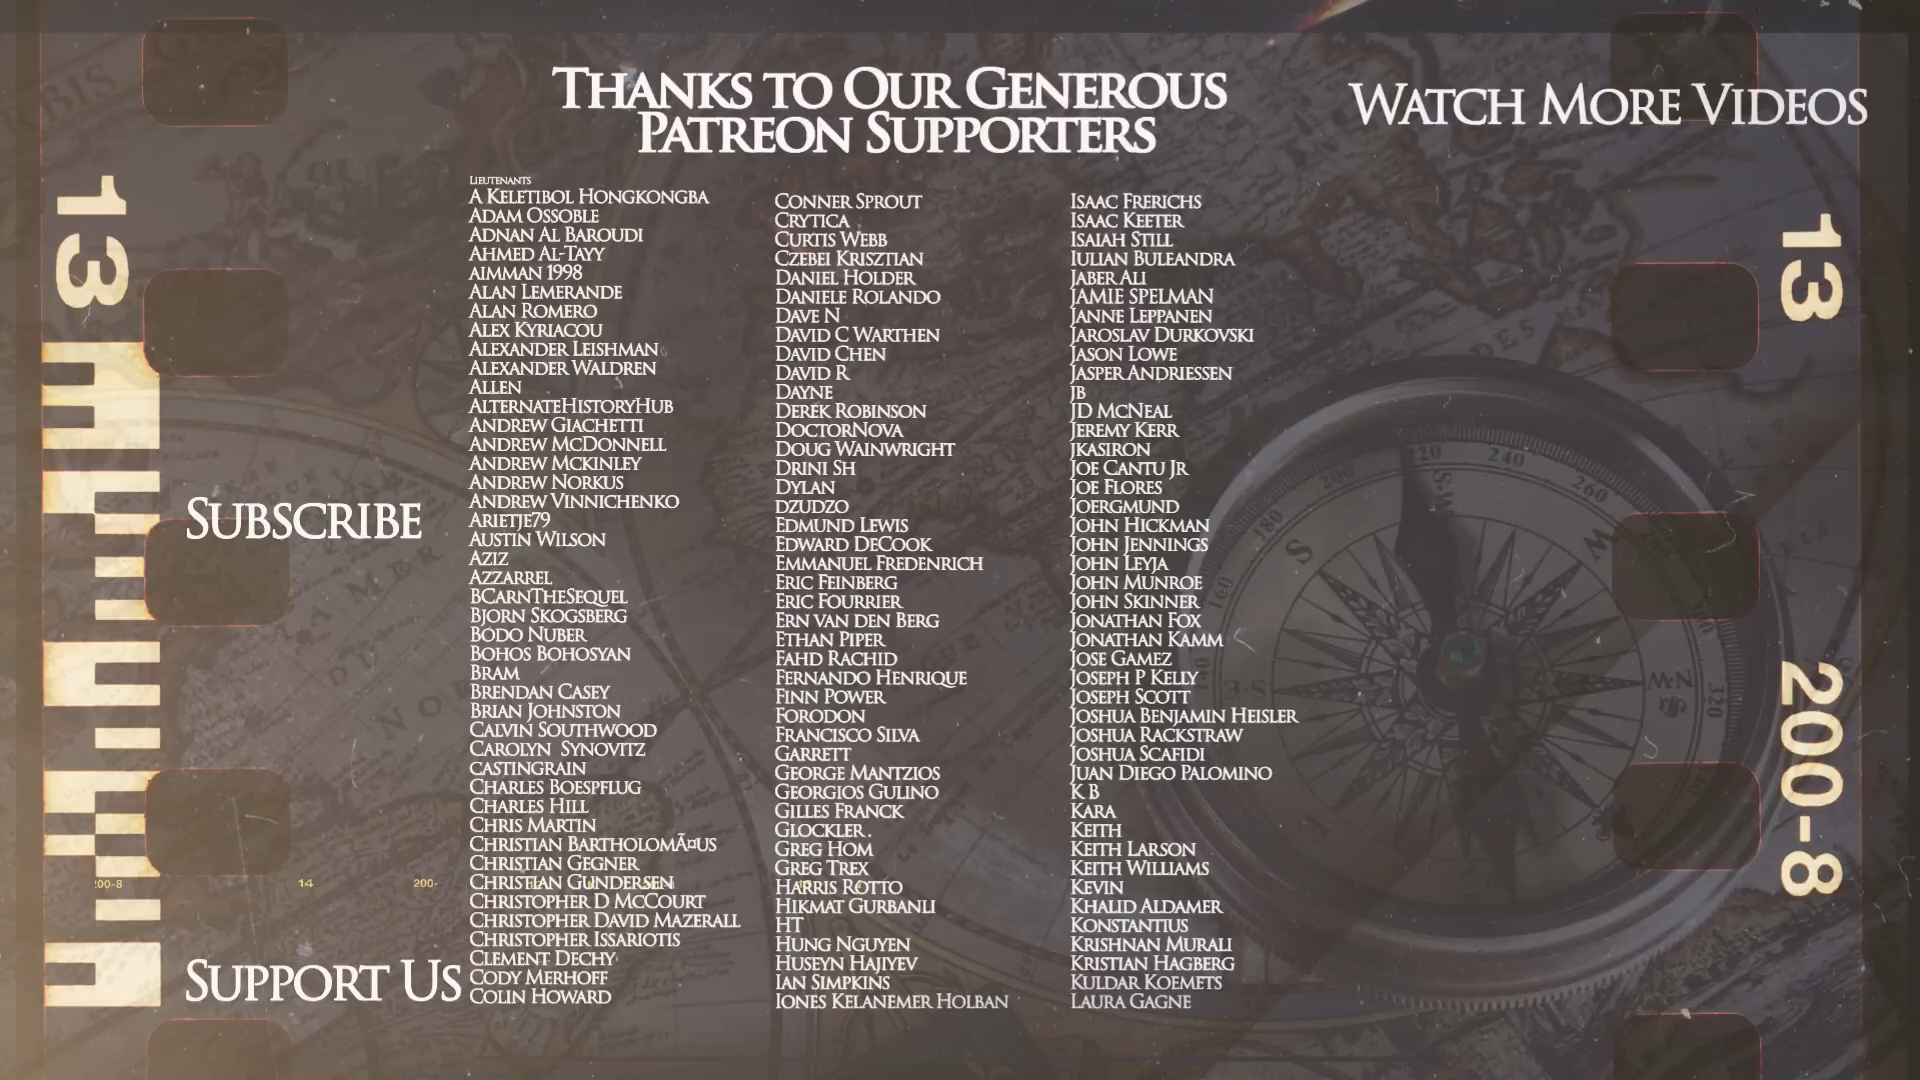 Thanks to Our Generous
Patreon Supporters
Watch More Videos
Subscribe
Support Us
Lieutenants
A Keletibol Hongkongba
Adam Ossoble
Adnan Al Baroudi
Ahmed Al-Tayy
aimman 1998
Alan Lemerande
Alan Romero
Alex Kyriacou
Alexander Leishman
Alexander Waldren
Allen
AlternateHistoryHub
Andrew Giachetti
Andrew McDonnell
Andrew Mckinley
Andrew Norkus
Andrew Vinnichenko
Arietje79
Austin Wilson
Aziz
Azzarrel
BCarnTheSequel
Bjorn Skogsberg
Bodo Nuber
Bohos Bohosyan
Bram
Brendan Casey
Brian Johnston
Calvin Southwood
Carolyn Synovitz
castingrain
Charles Boespflug
Charles Hill
Chris Martin
Christian BartholomÃ¤us
Christian Gegner
Christian Gundersen
Christopher D McCourt
Christopher David Mazerall
Christopher Issariotis
Clement Dechy
Cody Merhoff
Colin Howard
Conner Sprout
Crytica
Curtis Webb
Czebei Krisztian
Daniel Holder
Daniele Rolando
Dave N
David C Warthen
David Chen
David R
Dayne
Derek Robinson
DoctorNova
Doug Wainwright
Drini Sh
Dylan
dzudzo
Edmund Lewis
Edward DeCook
Emmanuel Fredenrich
Eric Feinberg
Eric Fourrier
Ern van den Berg
Ethan Piper
Fahd Rachid
Fernando Henrique
Finn Power
Forodon
Francisco Silva
Garrett
George Mantzios
Georgios Gulino
Gilles Franck
Glockler .
Greg Hom
Greg Trex
Harris Rotto
Hikmat Gurbanli
HT
Hung Nguyen
Huseyn Hajiyev
Ian Simpkins
Iones Kelanemer Holban
Isaac Frerichs
Isaac Keeter
Isaiah Still
Iulian Buleandra
Jaber Ali
JAMIE SPELMAN
Janne Leppanen
Jaroslav Durkovski
Jason Lowe
Jasper Andriessen
JB
JD McNeal
Jeremy Kerr
jkasiron
Joe Cantu Jr
Joe Flores
Joergmund
John Hickman
John Jennings
John Leyja
John Munroe
John Skinner
Jonathan Fox
Jonathan Kamm
Jose Gamez
Joseph P Kelly
Joseph Scott
Joshua Benjamin Heisler
Joshua Rackstraw
Joshua Scafidi
Juan Diego Palomino
K B
Kara
Keith
Keith Larson
Keith Williams
Kevin
Khalid Aldamer
Konstantius
Krishnan Murali
Kristian Hagberg
Kuldar Koemets
Laura Gagne
13
13
200-8
200-8
14
200-
S
W
S.W
N.W
S.E
160
180
200
220
240
260
320